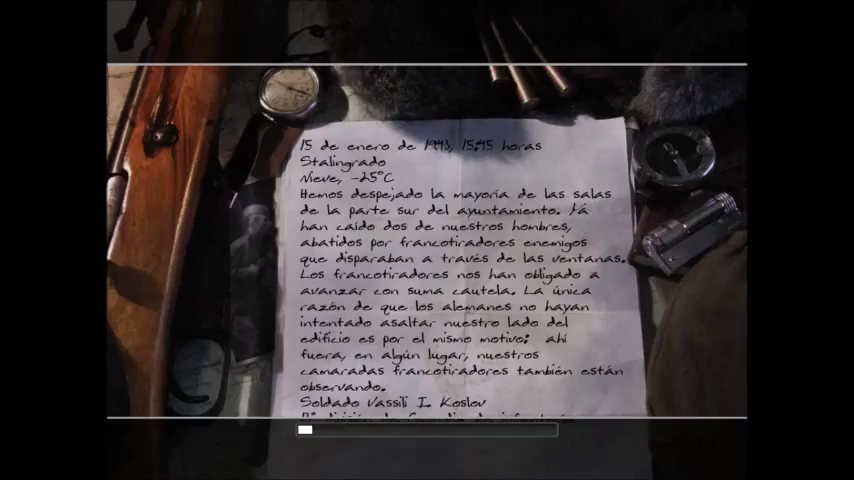 15 de enero de 1943, 15:45 horas
Stalingrado
Nieve, -25°C
Hemos despejado la mayoría de las salas
de la parte sur del ayuntamiento. Ya
han caído dos de nuestros hombres,
abatidos por francotiradores enemigos
que disparaban a través de las ventanas.
Los francotiradores nos han obligado a
avanzar con suma cautela. La única
razón de que los alemanes no hayan
intentado asaltar nuestro lado del
edificio es por el mismo motivo: ahí
fuera, en algún lugar, nuestros
camaradas francotiradores también están
observando.
Soldado Vassili I. Koslov